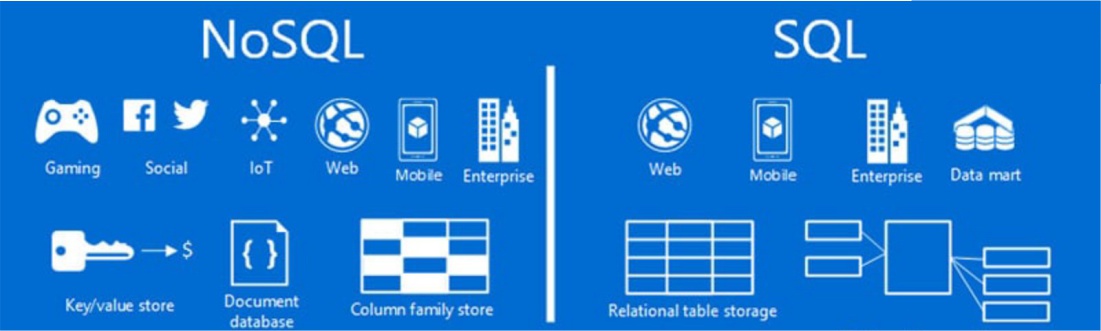 NoSQL
SQL
Gaming
Social
IoT
Web
Mobile
Enterprise
Web
Mobile
Enterprise
Data mart
$
{ }
Key/value store
Document
database
Column family store
Relational table storage